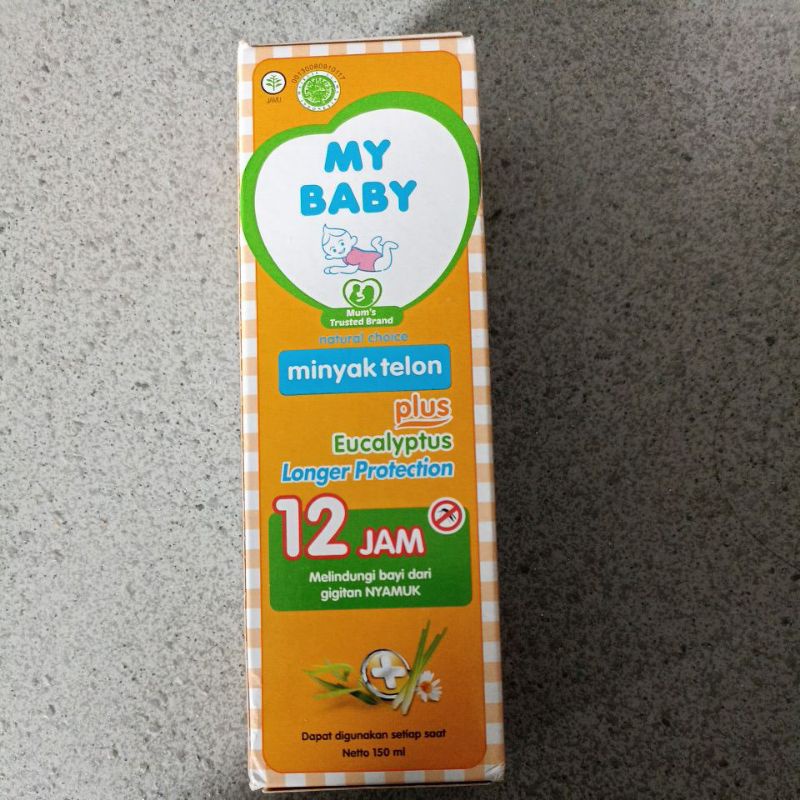 JAMU
MY
BABY
Mum's
Trusted Brand
natural choice
minyak telon
plus
Eucalyptus
Longer Protection
12 JAM
Melindungi bayi dari
gigitan NYAMUK
Dapat digunakan setiap saat
Netto 150 ml